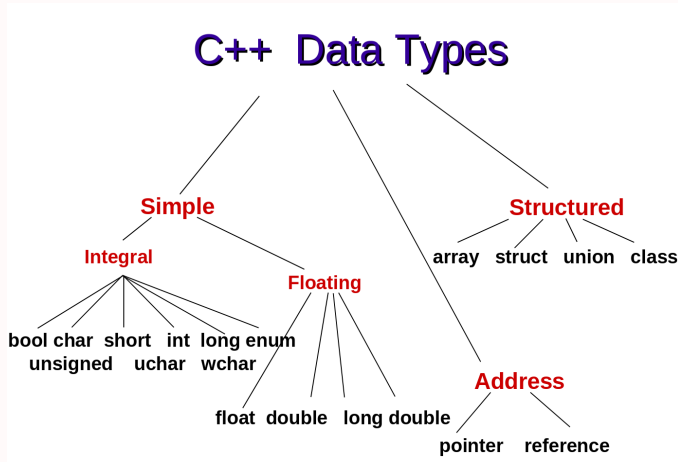 C++ Data Types
Simple
Structured
Integral
array struct union class
Floating
bool char short int long enum
unsigned uchar wchar
Address
float double long double
pointer reference